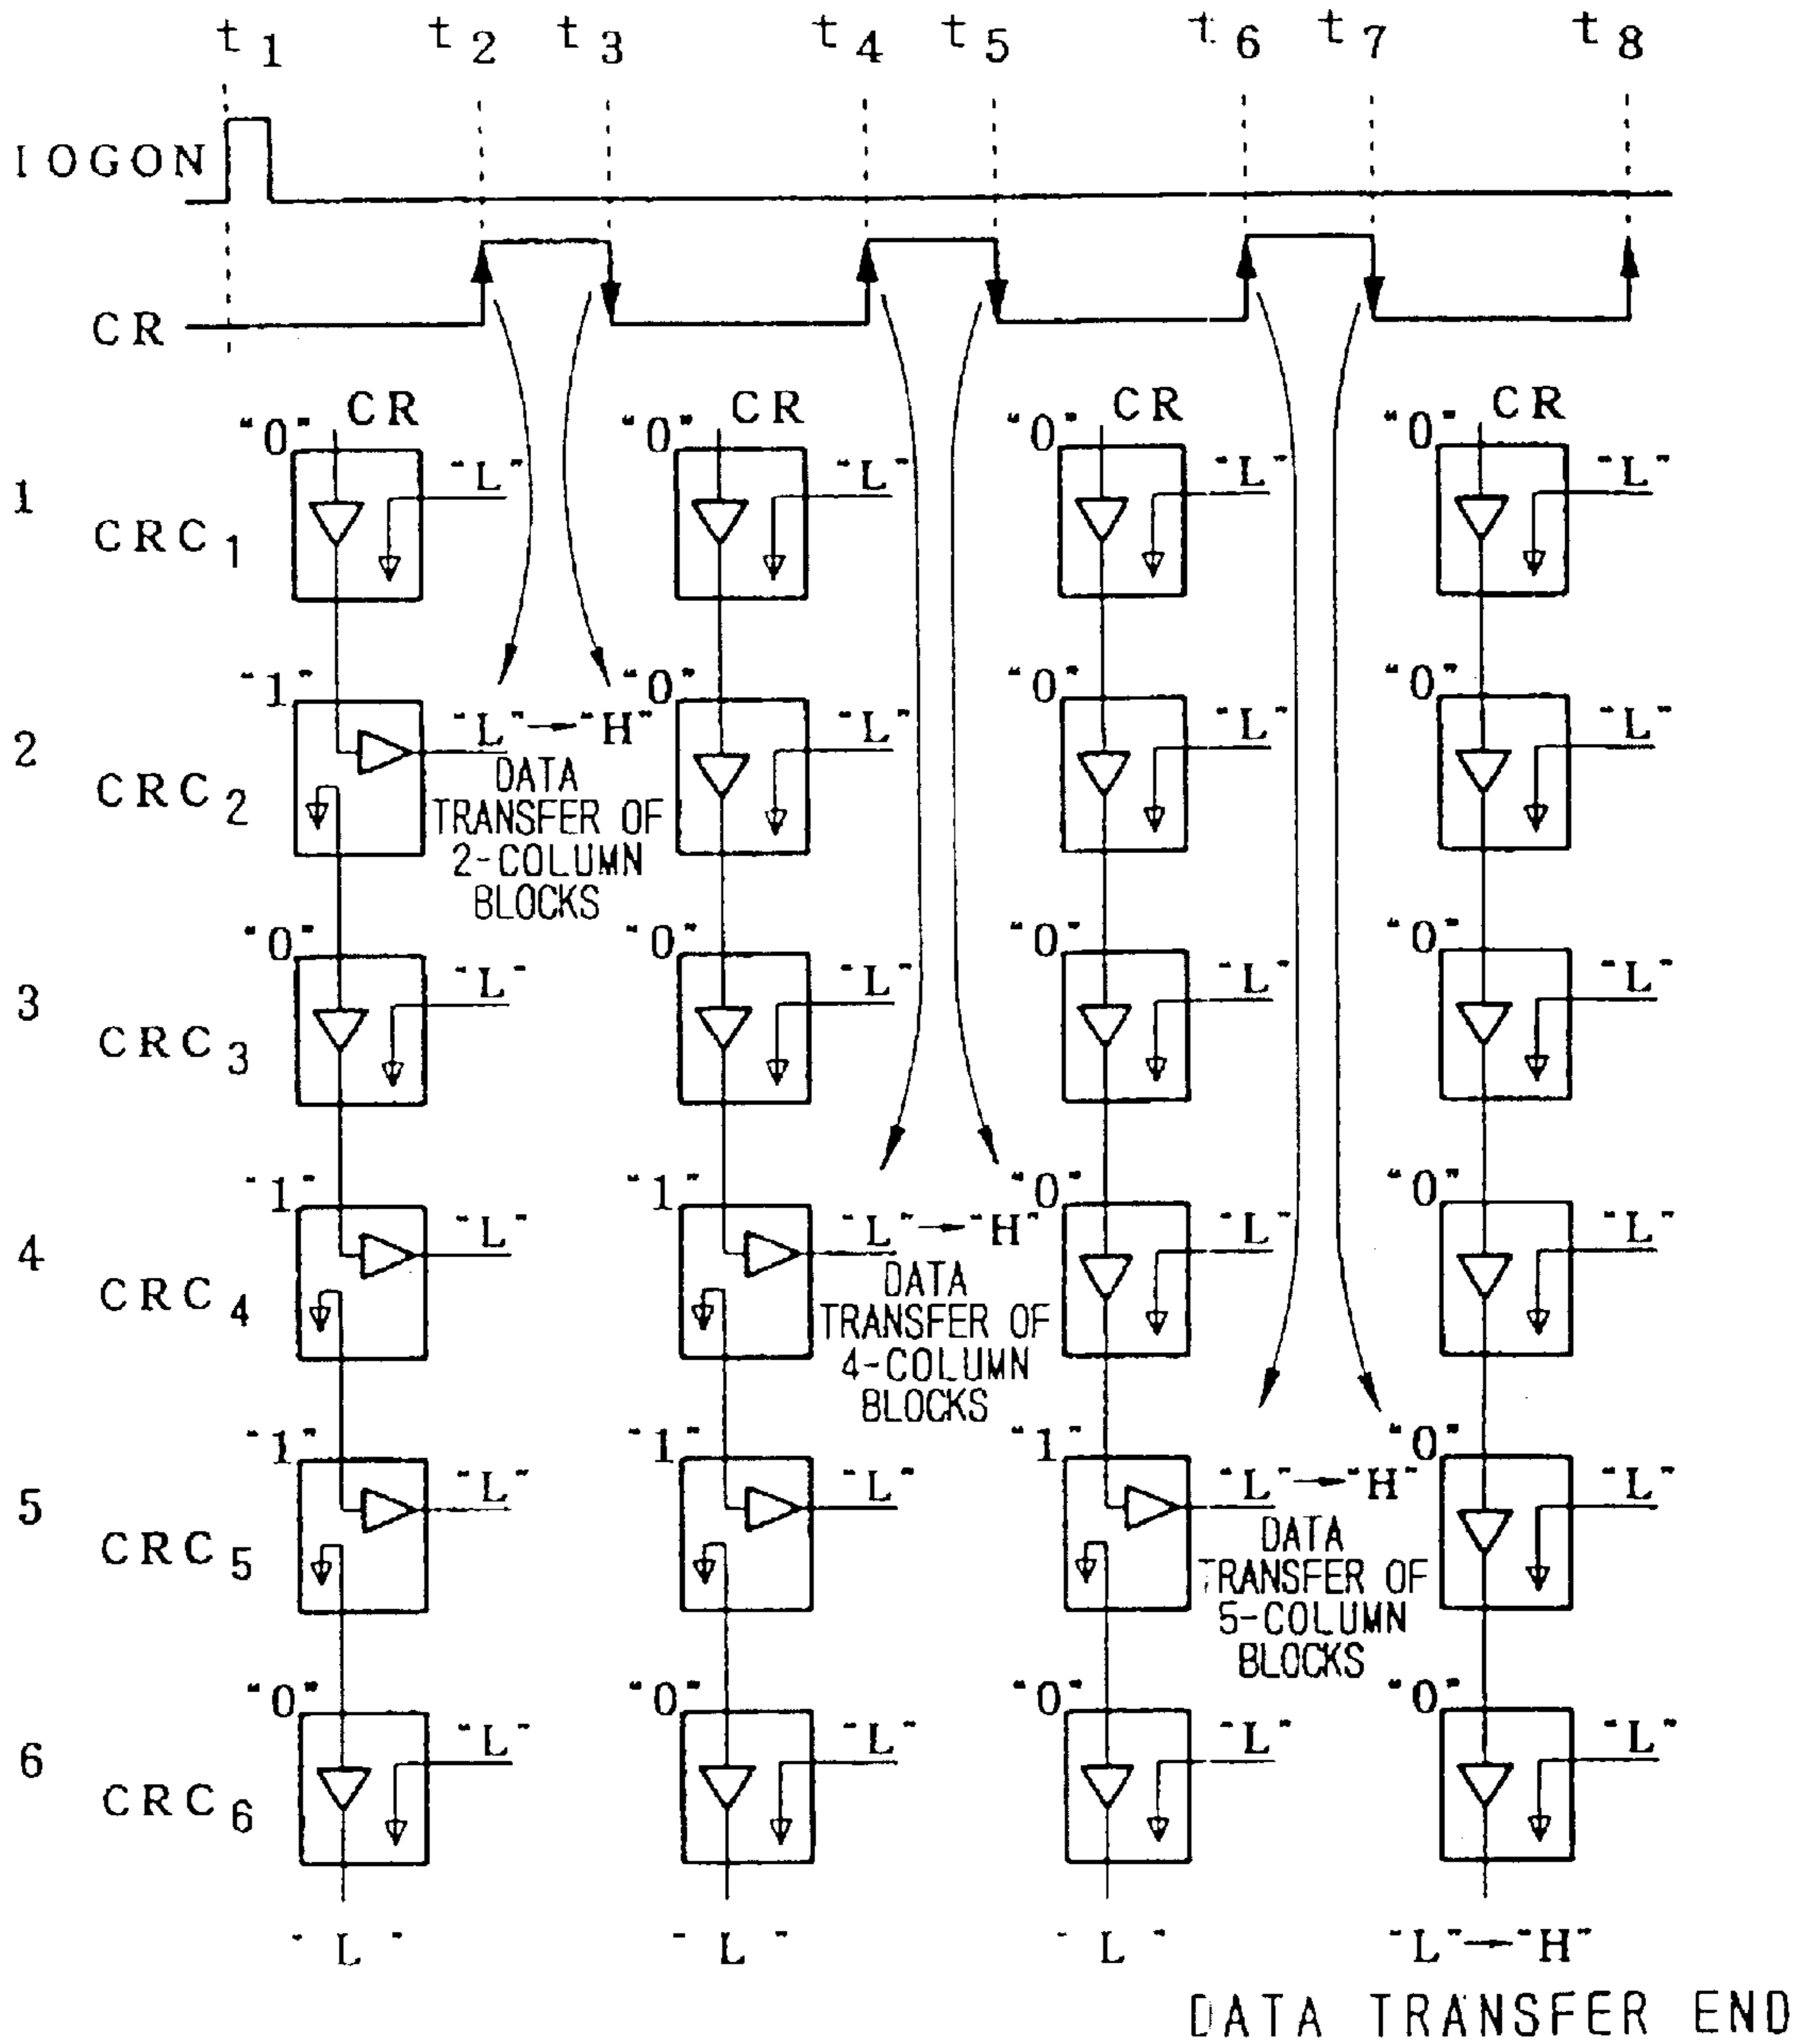 t1 t2 t3 t4 t5 t6 t7 t8
IOGON
CR
CR CR CR CR
"0" "0" "0" "0"
1 "L" "L" "L" "L"
CRC1
"1" "0" "0" "0"
2 "L"→"H" "L" "L" "L"
CRC2
DATA
TRANSFER OF
2-COLUMN
BLOCKS
"0" "0" "0" "0"
3 "L" "L" "L" "L"
CRC3
"1" "1" "0" "0"
4 "L" "L"→"H" "L" "L"
CRC4
DATA
TRANSFER OF
4-COLUMN
BLOCKS
"1" "1" "1" "0"
5 "L" "L" "L"→"H" "L"
CRC5
DATA
TRANSFER OF
5-COLUMN
BLOCKS
"0" "0" "0" "0"
6 "L" "L" "L" "L"
CRC6
"L" "L" "L" "L"→"H"
DATA TRANSFER END